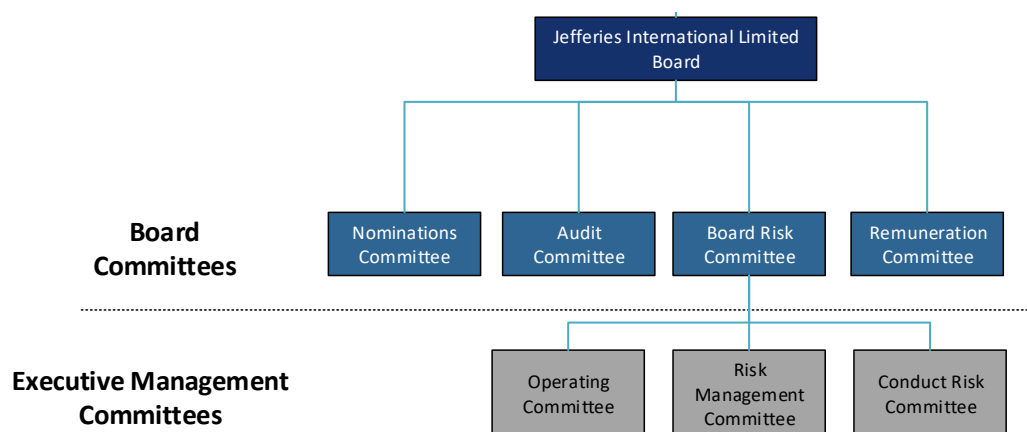 Jefferies International Limited
Board
Board
Committees
Nominations
Committee
Audit
Committee
Board Risk
Committee
Remuneration
Committee
Executive Management
Committees
Operating
Committee
Risk
Management
Committee
Conduct Risk
Committee